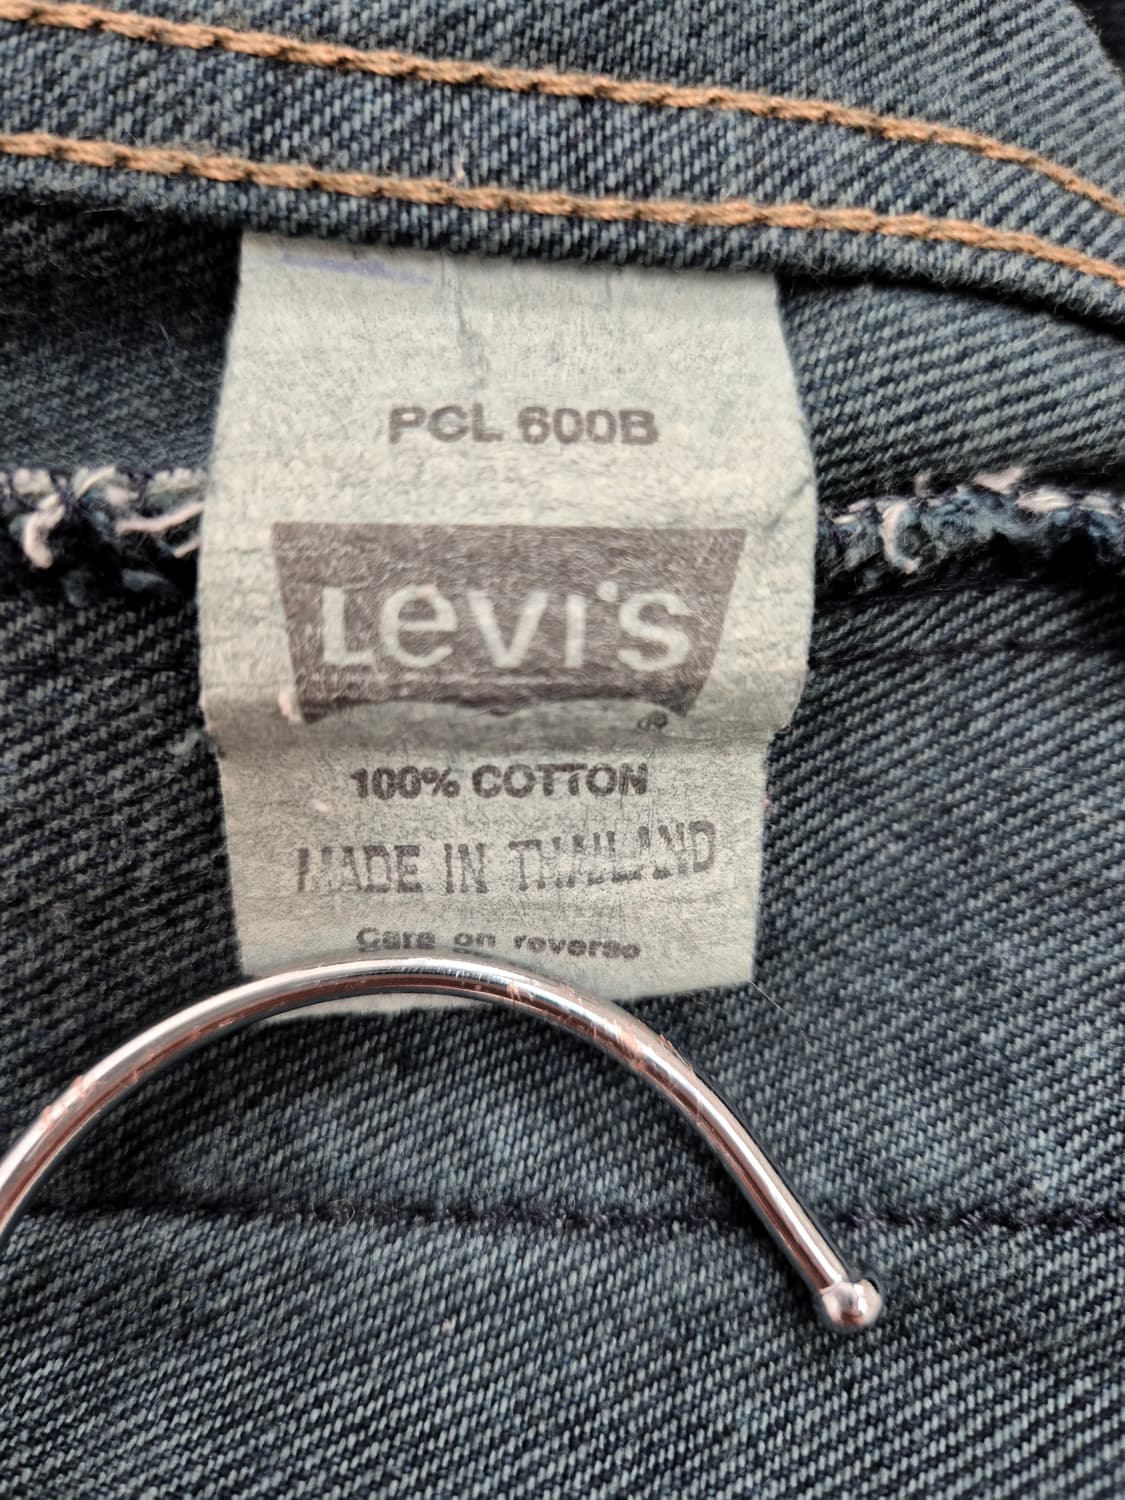 PCL 600B
Levi's
®
100% COTTON
MADE IN THAILAND
Care on reverse